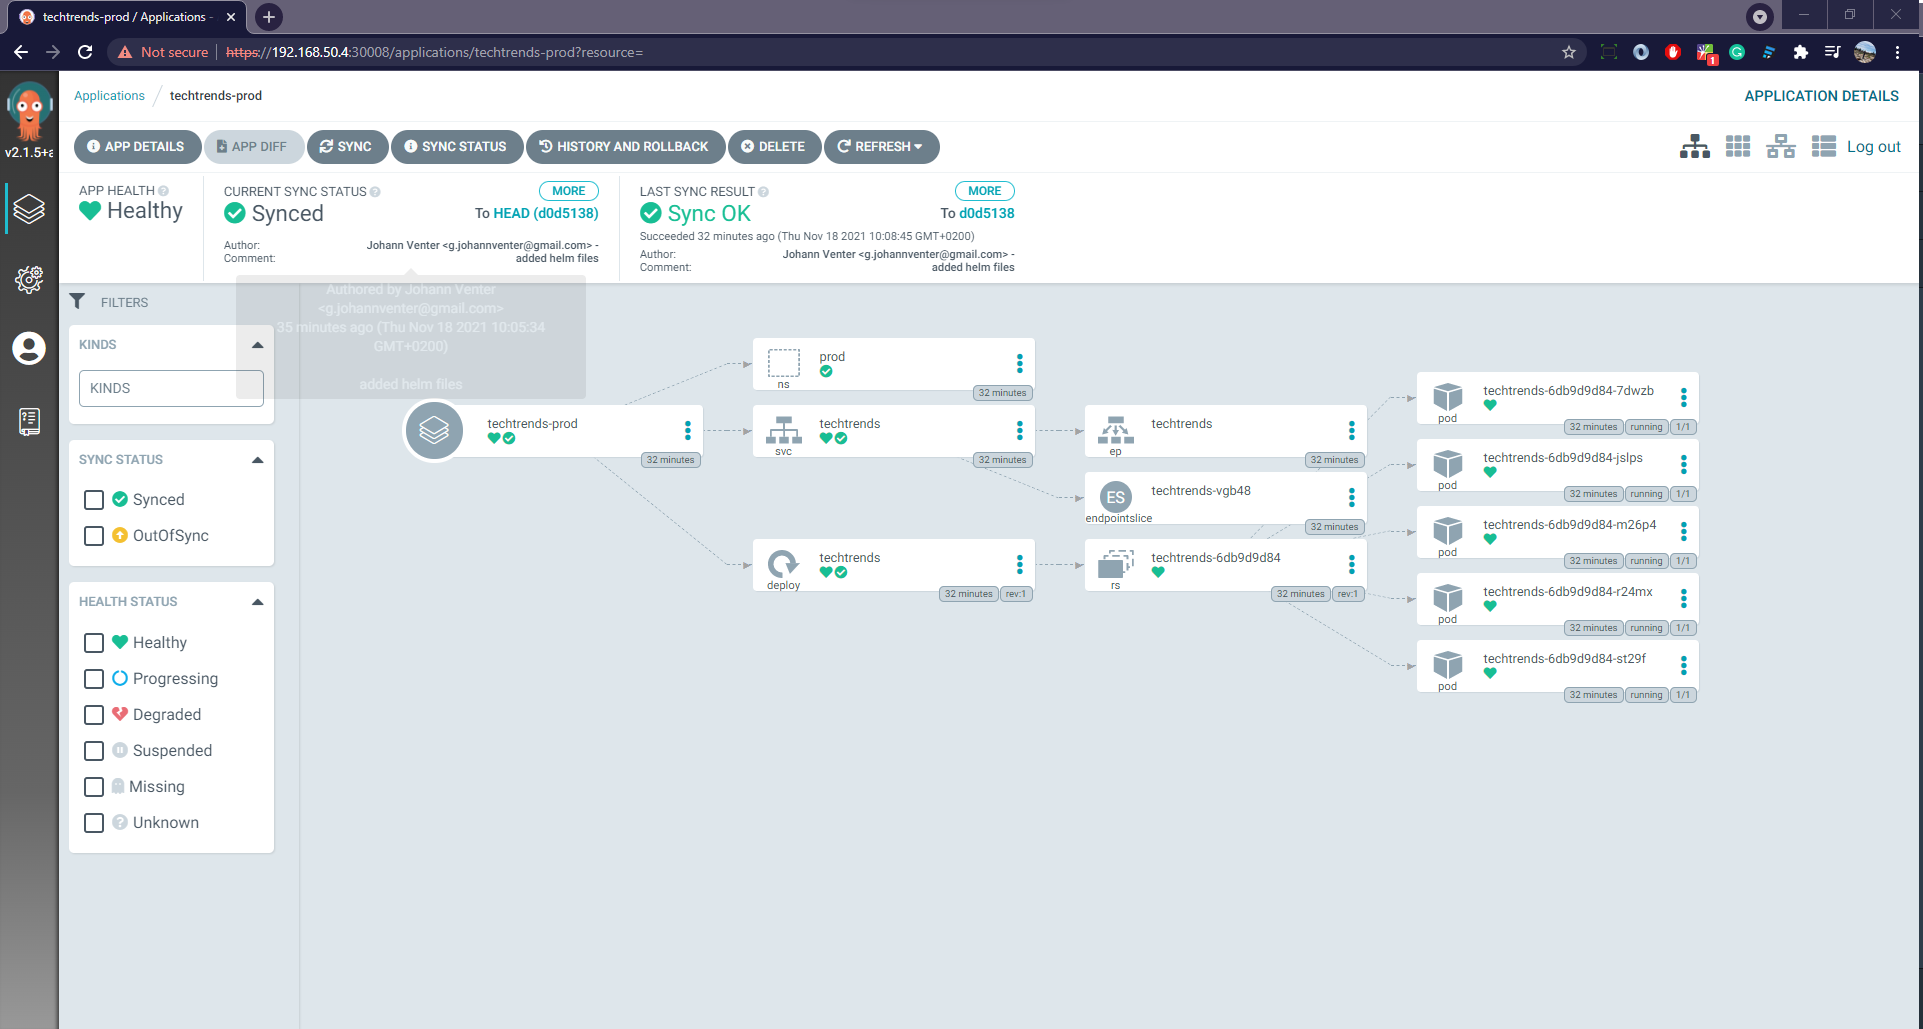 techtrends-prod / Applications -
Not secure https://192.168.50.4:30008/applications/techtrends-prod?resource=
1
v2.1.5+a
Applications / techtrends-prod
APPLICATION DETAILS
APP DETAILS
APP DIFF
SYNC
SYNC STATUS
HISTORY AND ROLLBACK
DELETE
REFRESH
Log out
APP HEALTH
Healthy
CURRENT SYNC STATUS
MORE
Synced
To HEAD (d0d5138)
Author: Johann Venter <g.johannventer@gmail.com> -
Comment: added helm files
LAST SYNC RESULT
MORE
Sync OK
To d0d5138
Succeeded 32 minutes ago (Thu Nov 18 2021 10:08:45 GMT+0200)
Author: Johann Venter <g.johannventer@gmail.com> -
Comment: added helm files
Authored by Johann Venter
<g.johannventer@gmail.com>
35 minutes ago (Thu Nov 18 2021 10:05:34
GMT+0200)
added helm files
FILTERS
KINDS
KINDS
SYNC STATUS
Synced
OutOfSync
HEALTH STATUS
Healthy
Progressing
Degraded
Suspended
Missing
Unknown
techtrends-prod
32 minutes
prod
ns
32 minutes
techtrends
svc
32 minutes
techtrends
deploy
32 minutes rev:1
techtrends
ep
32 minutes
ES
techtrends-vgb48
endpointslice
32 minutes
techtrends-6db9d9d84
rs
32 minutes rev:1
techtrends-6db9d9d84-7dwzb
pod
32 minutes running 1/1
techtrends-6db9d9d84-jslps
pod
32 minutes running 1/1
techtrends-6db9d9d84-m26p4
pod
32 minutes running 1/1
techtrends-6db9d9d84-r24mx
pod
32 minutes running 1/1
techtrends-6db9d9d84-st29f
pod
32 minutes running 1/1